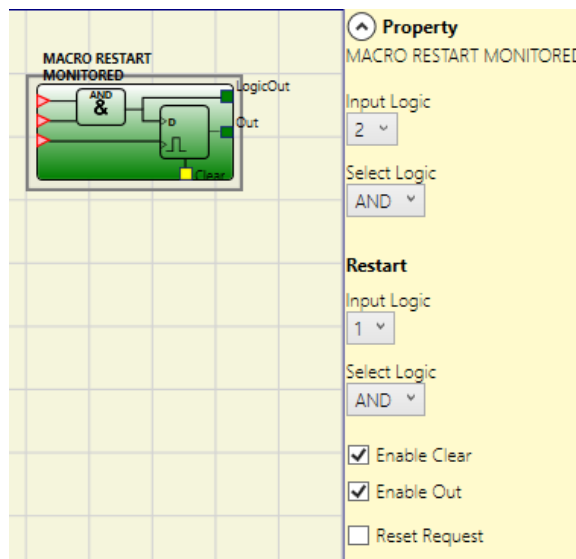 MACRO RESTART
MONITORED
AND
&
LogicOut
D
Out
Clear
Property
MACRO RESTART MONITORED
Input Logic
2
Select Logic
AND
Restart
Input Logic
1
Select Logic
AND
Enable Clear
Enable Out
Reset Request